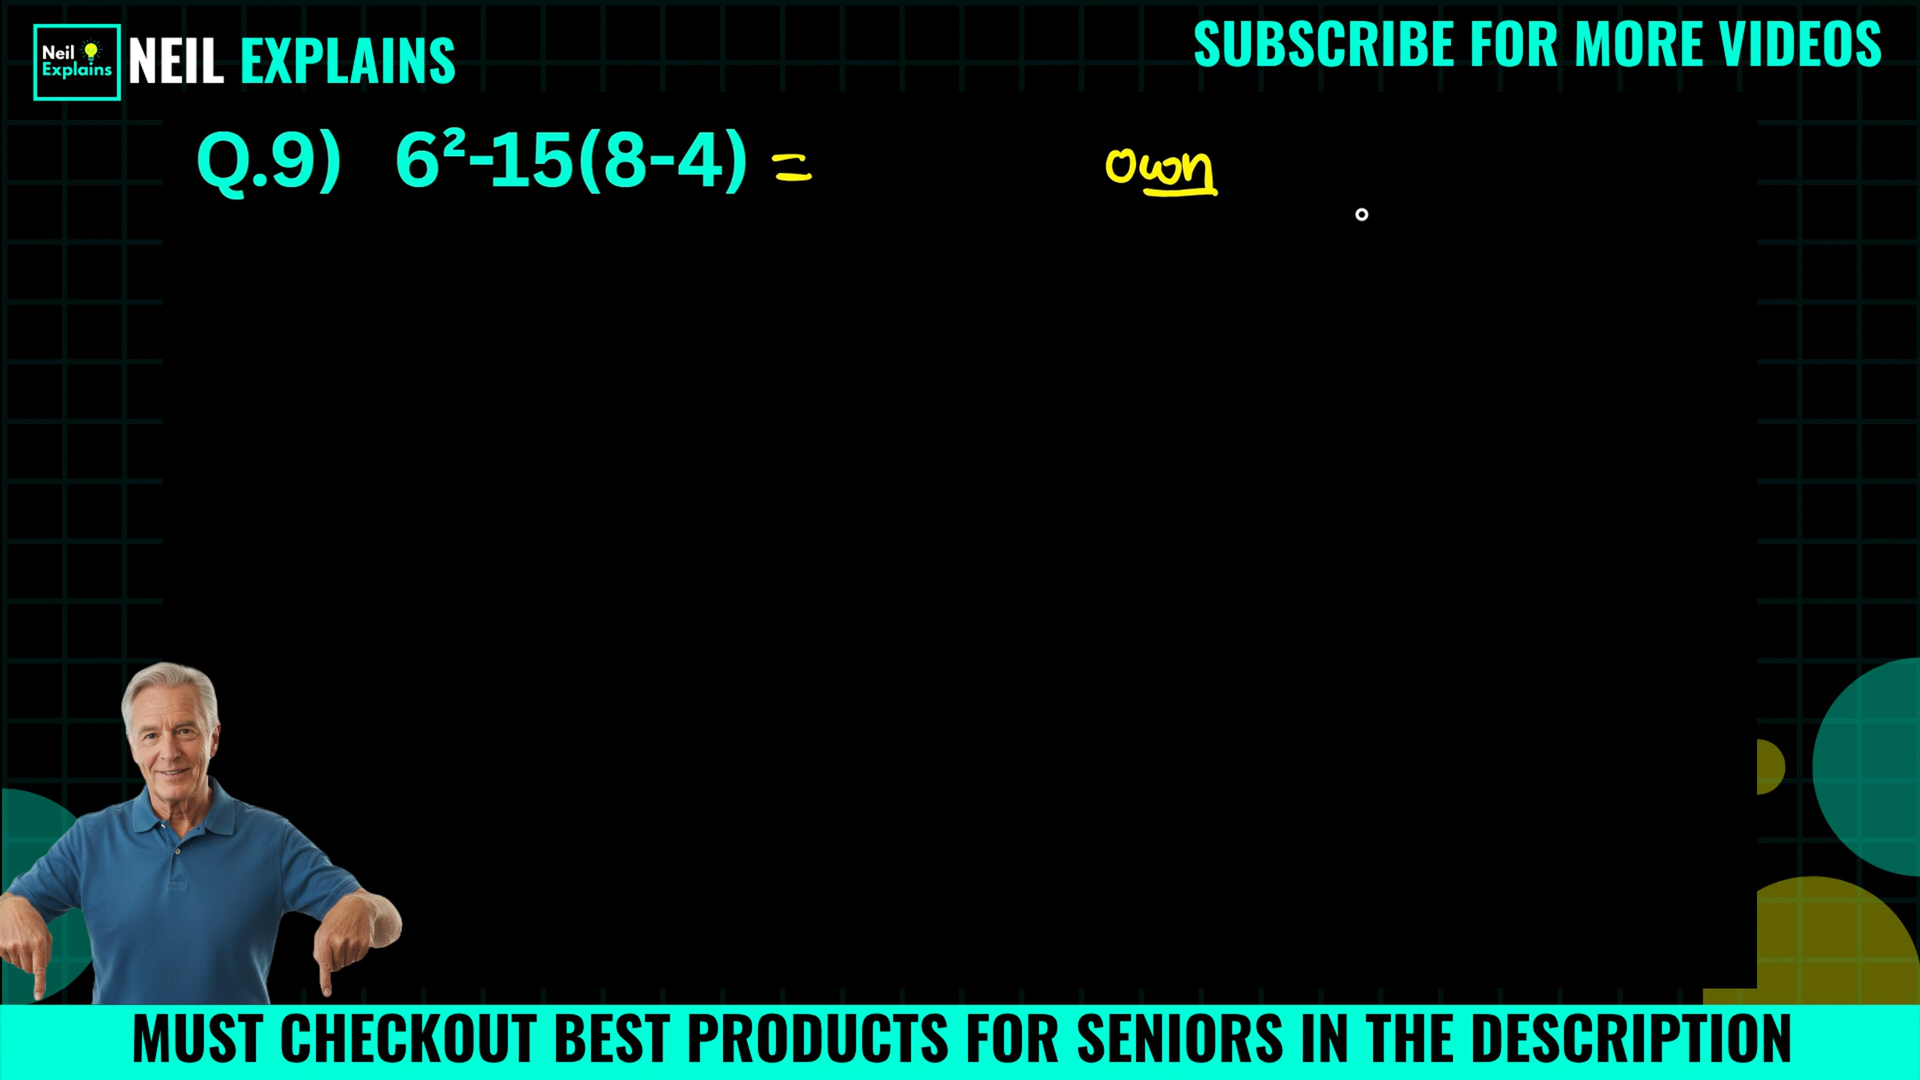 Neil
Explains
NEIL EXPLAINS
SUBSCRIBE FOR MORE VIDEOS
Q.9) 6²-15(8-4) = own
MUST CHECKOUT BEST PRODUCTS FOR SENIORS IN THE DESCRIPTION